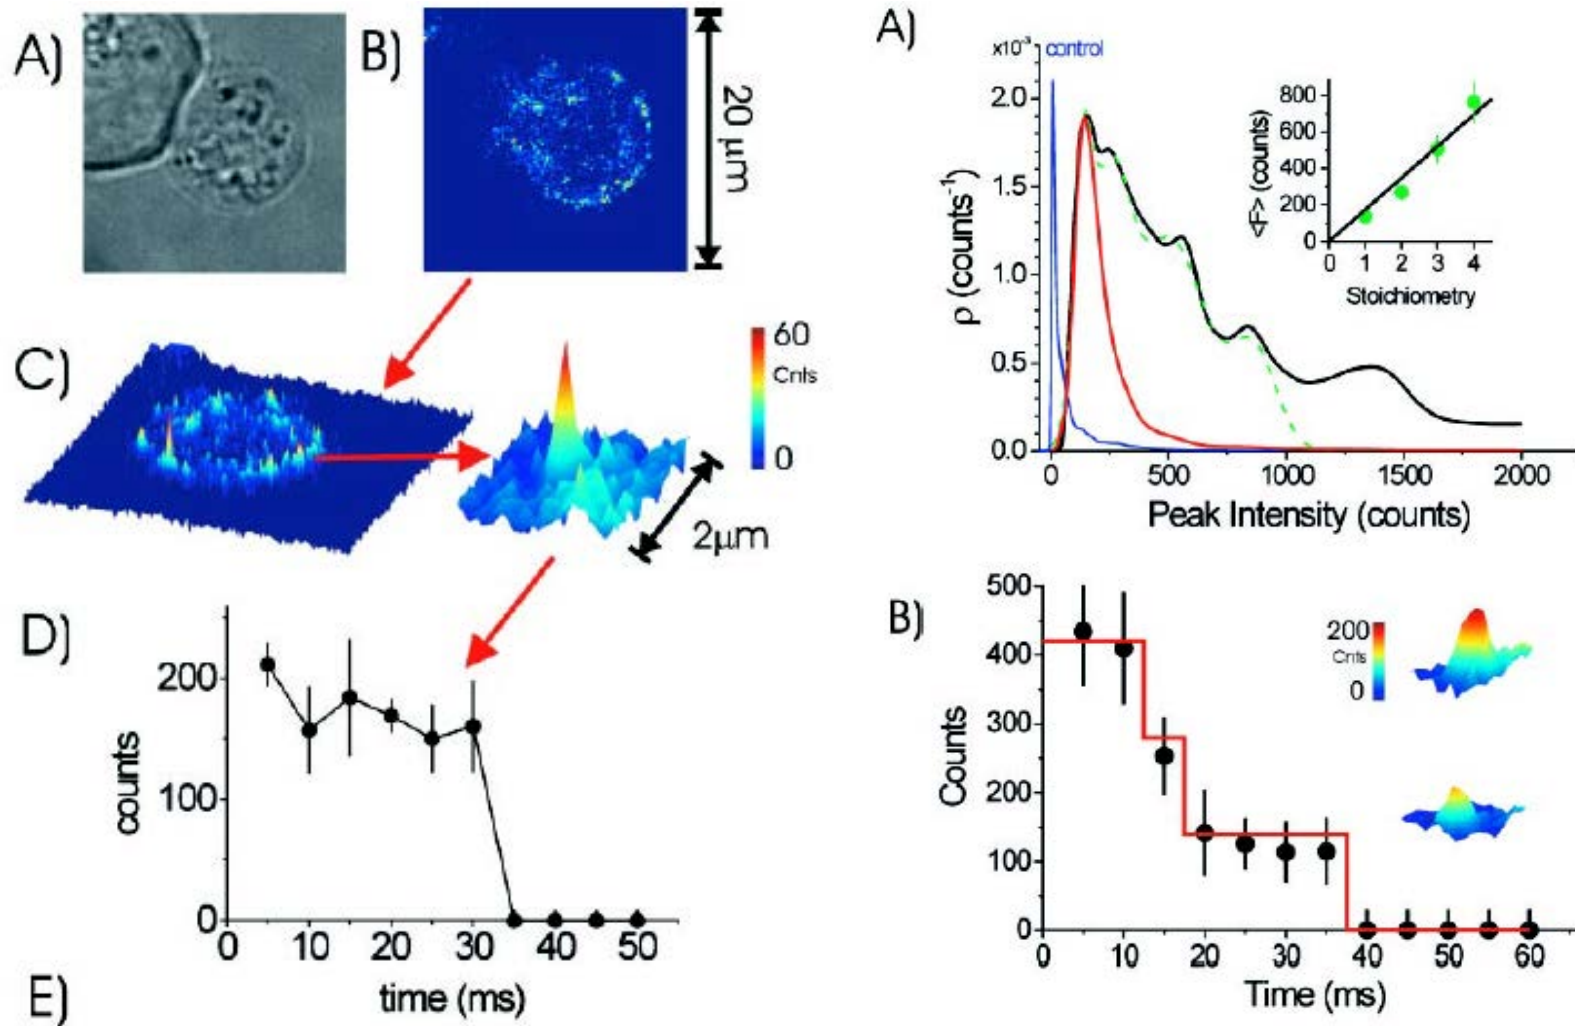 A)
B)
20 μm
C)
60
Cnts
0
2μm
D)
counts
200
100
0
0 10 20 30 40 50
time (ms)
E)
A)
x10⁻³ control
2.0
1.5
1.0
0.5
0.0
ρ (counts⁻¹)
0 500 1000 1500 2000
Peak Intensity (counts)
<F> (counts)
800
600
400
200
0
0 1 2 3 4
Stoichiometry
B)
Counts
500
400
300
200
100
0
200
Cnts
0
0 10 20 30 40 50 60
Time (ms)